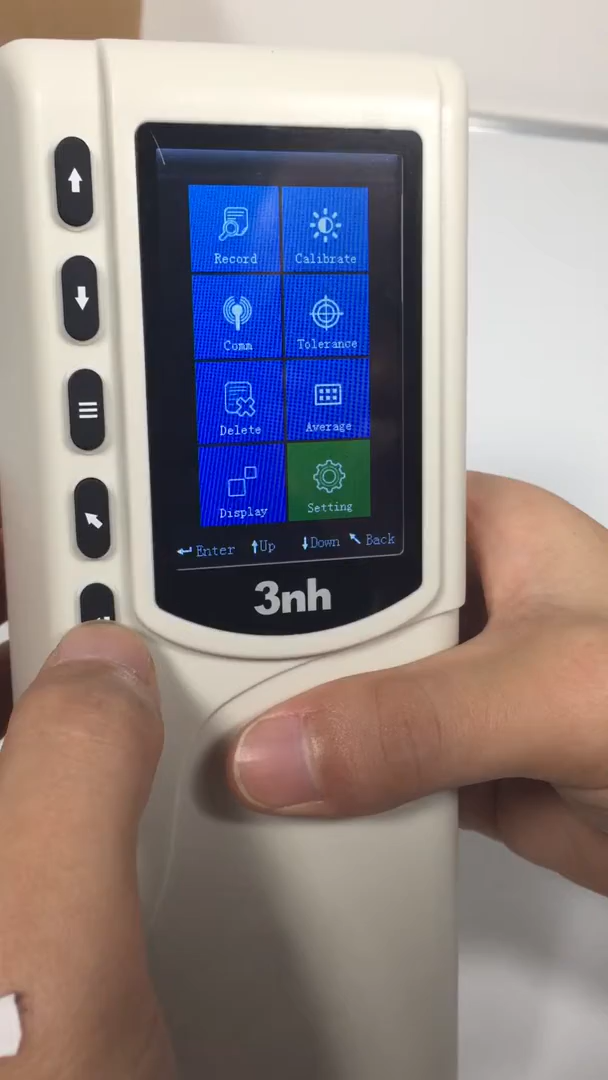 Record Calibrate
Comm Tolerance
Delete Average
Display Setting
Enter Up Down Back
3nh